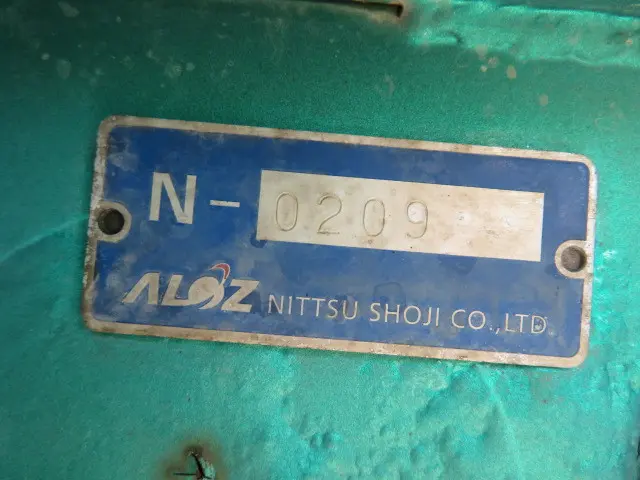 N- 0209
ALOZ NITTSU SHOJI CO.,LTD.